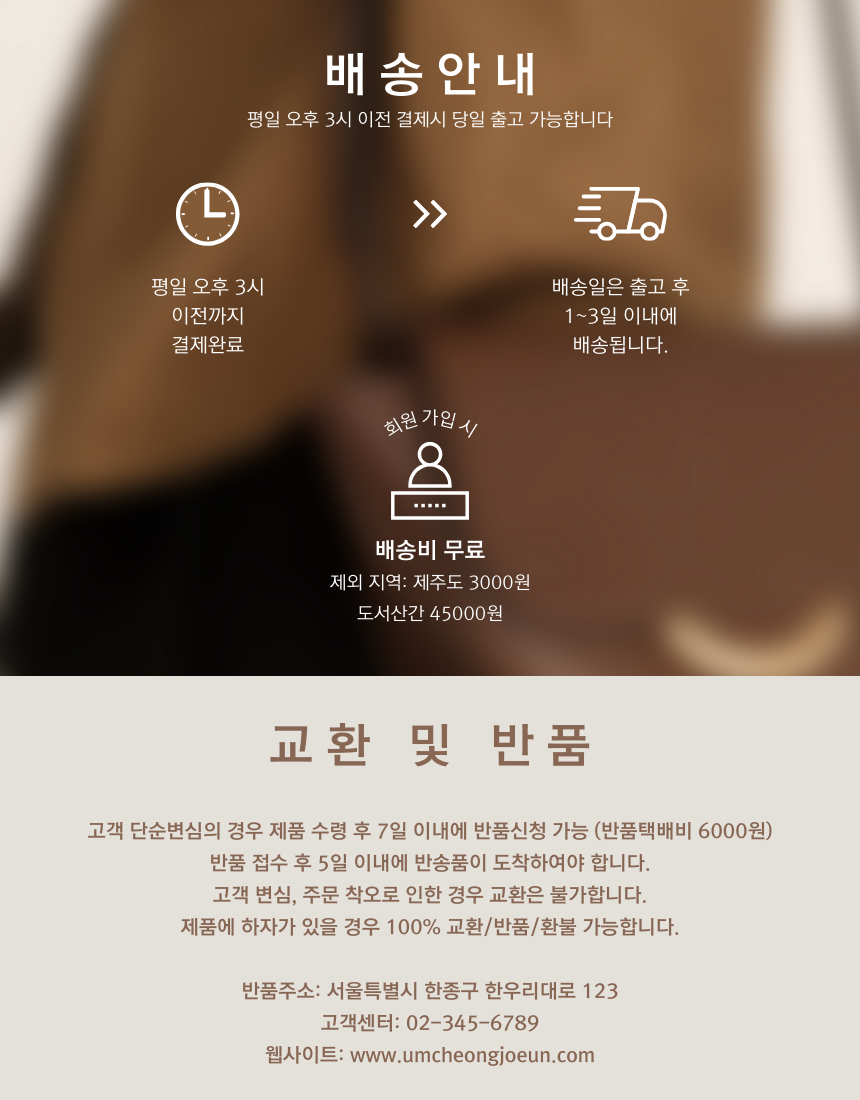 배송안내
평일 오후 3시 이전 결제시 당일 출고 가능합니다
평일 오후 3시
이전까지
결제완료
배송일은 출고 후
1~3일 이내에
배송됩니다.
회원 가입 시
배송비 무료
제외 지역: 제주도 3000원
도서산간 45000원
교환 및 반품
고객 단순변심의 경우 제품 수령 후 7일 이내에 반품신청 가능 (반품택배비 6000원)
반품 접수 후 5일 이내에 반송품이 도착하여야 합니다.
고객 변심, 주문 착오로 인한 경우 교환은 불가합니다.
제품에 하자가 있을 경우 100% 교환/반품/환불 가능합니다.
반품주소: 서울특별시 한종구 한우리대로 123
고객센터: 02-345-6789
웹사이트: www.umcheongjoeun.com